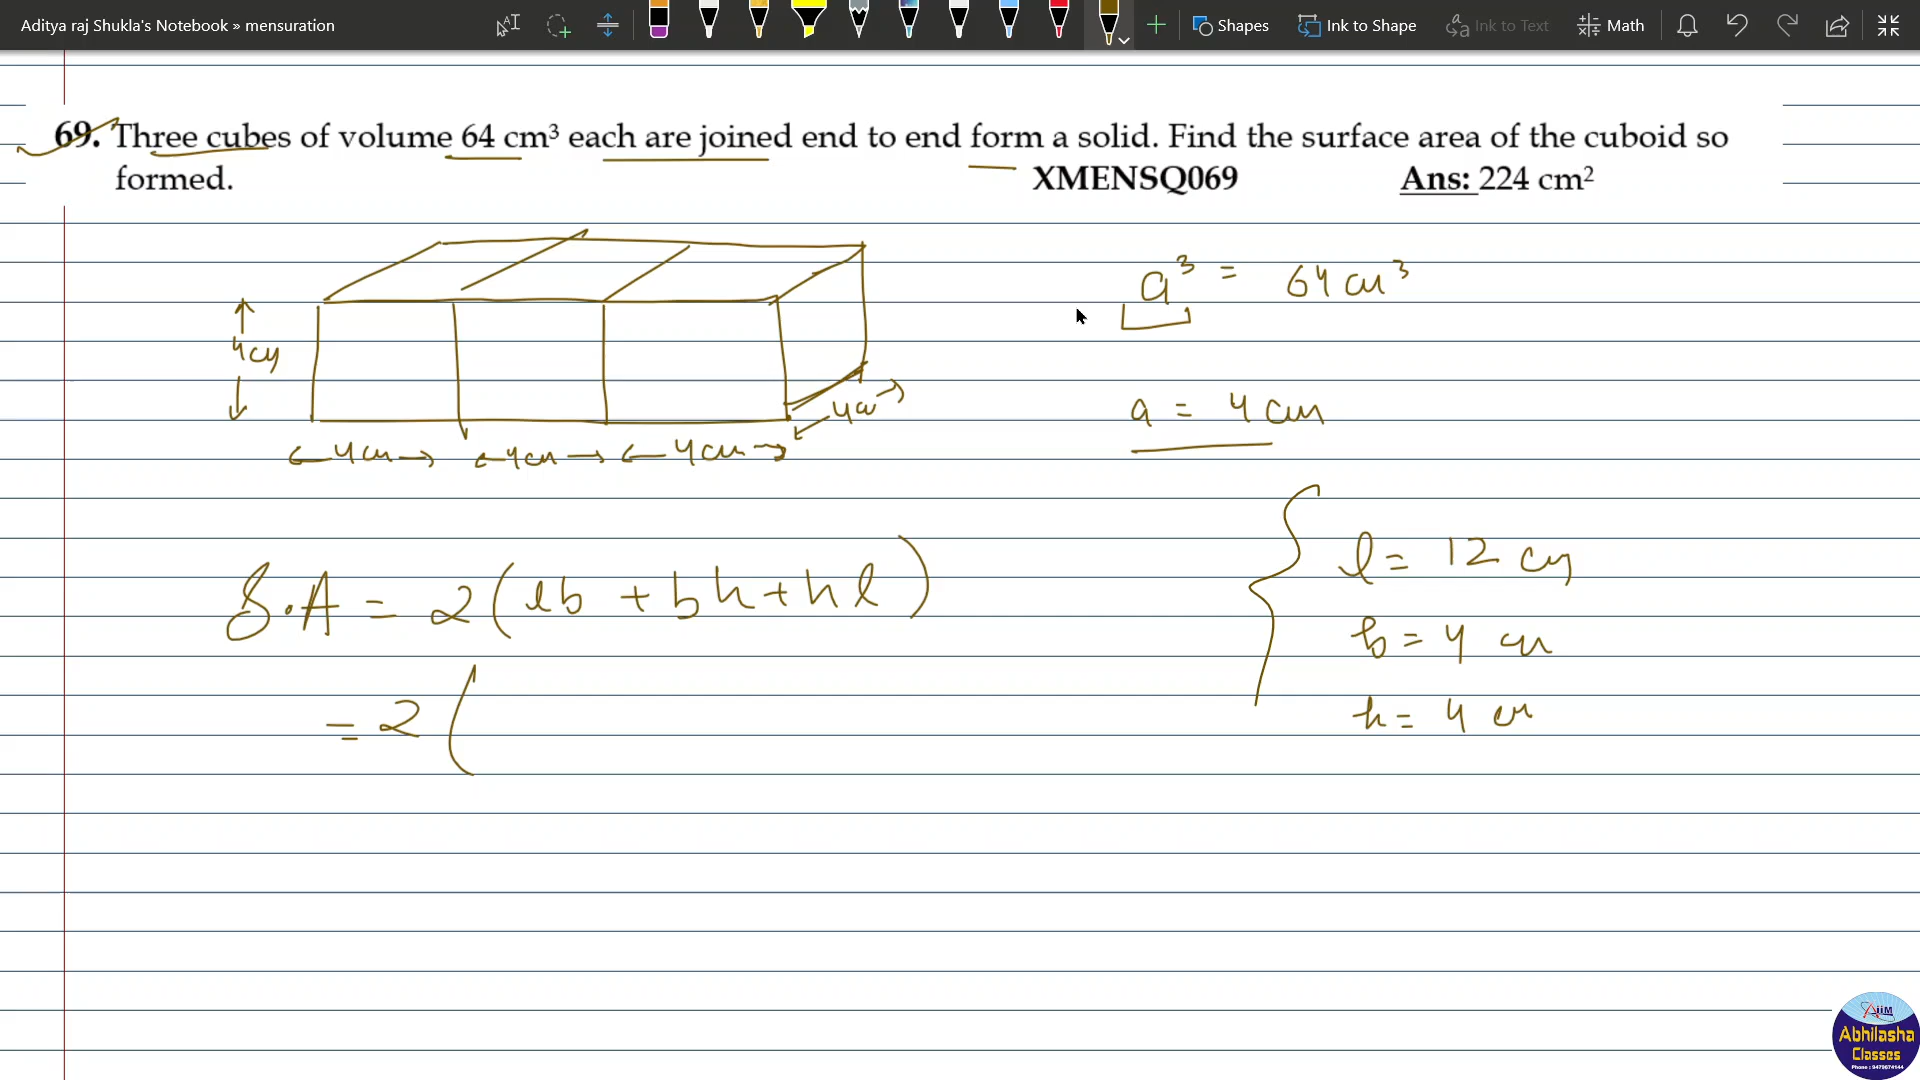 Aditya raj Shukla's Notebook » mensuration
Shapes
Ink to Shape
Ink to Text
Math
69. Three cubes of volume 64 cm³ each are joined end to end form a solid. Find the surface area of the cuboid so
formed. XMENSQ069 Ans: 224 cm²
a³ = 64 cm³
4cm
a = 4 cm
4cm
4cm 4cm 4cm
l = 12 cm
S.A = 2(lb + bh + hl)
b = 4 cm
= 2(
h = 4 cm
AiiM
Abhilasha
Classes
Phone : 9479674144